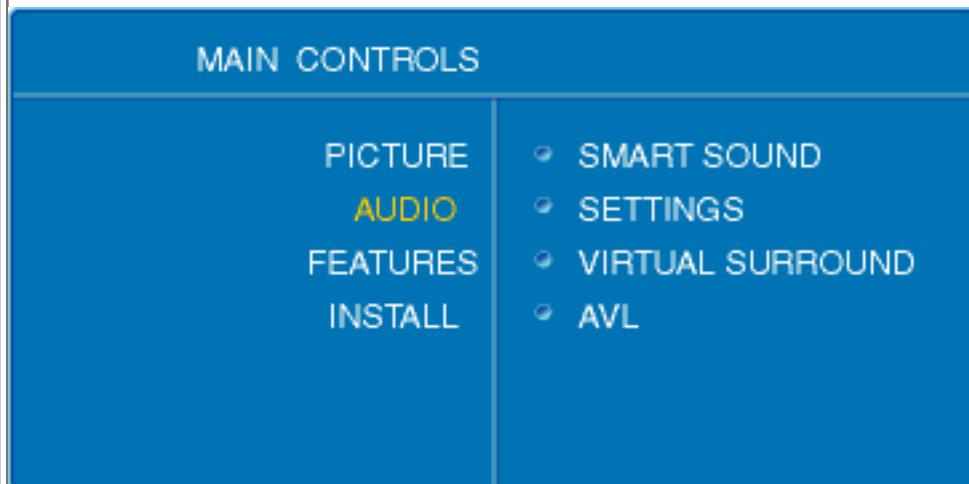 MAIN CONTROLS
PICTURE
AUDIO
FEATURES
INSTALL
SMART SOUND
SETTINGS
VIRTUAL SURROUND
AVL